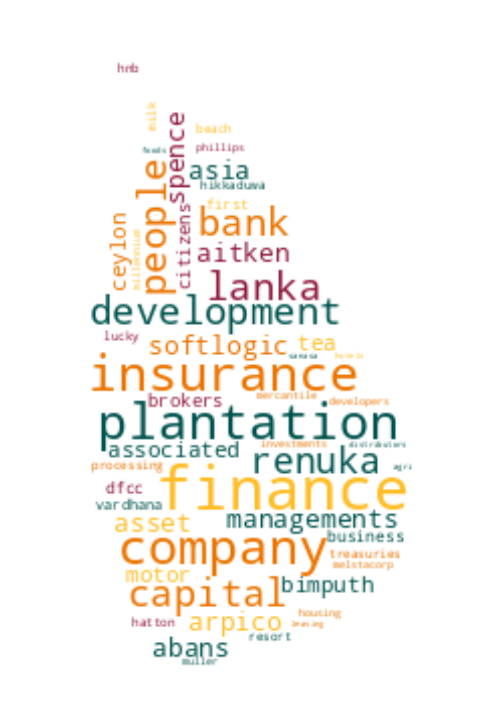 hnb
milk
beach
spence
foods
phillips
people
asia
hikkaduwa
first
citizens
ceylon
millennium
bank
aitken
lanka
development
lucky
softlogic
tea
sanasa
hotels
insurance
brokers
mercantile
developers
plantation
associated
investments
distributors
renuka
processing
agri
finance
dfcc
vardhana
asset
managements
company
business
treasuries
melstacorp
motor
capital
bimputh
housing
hatton
arpico
leasing
resort
abans
muller